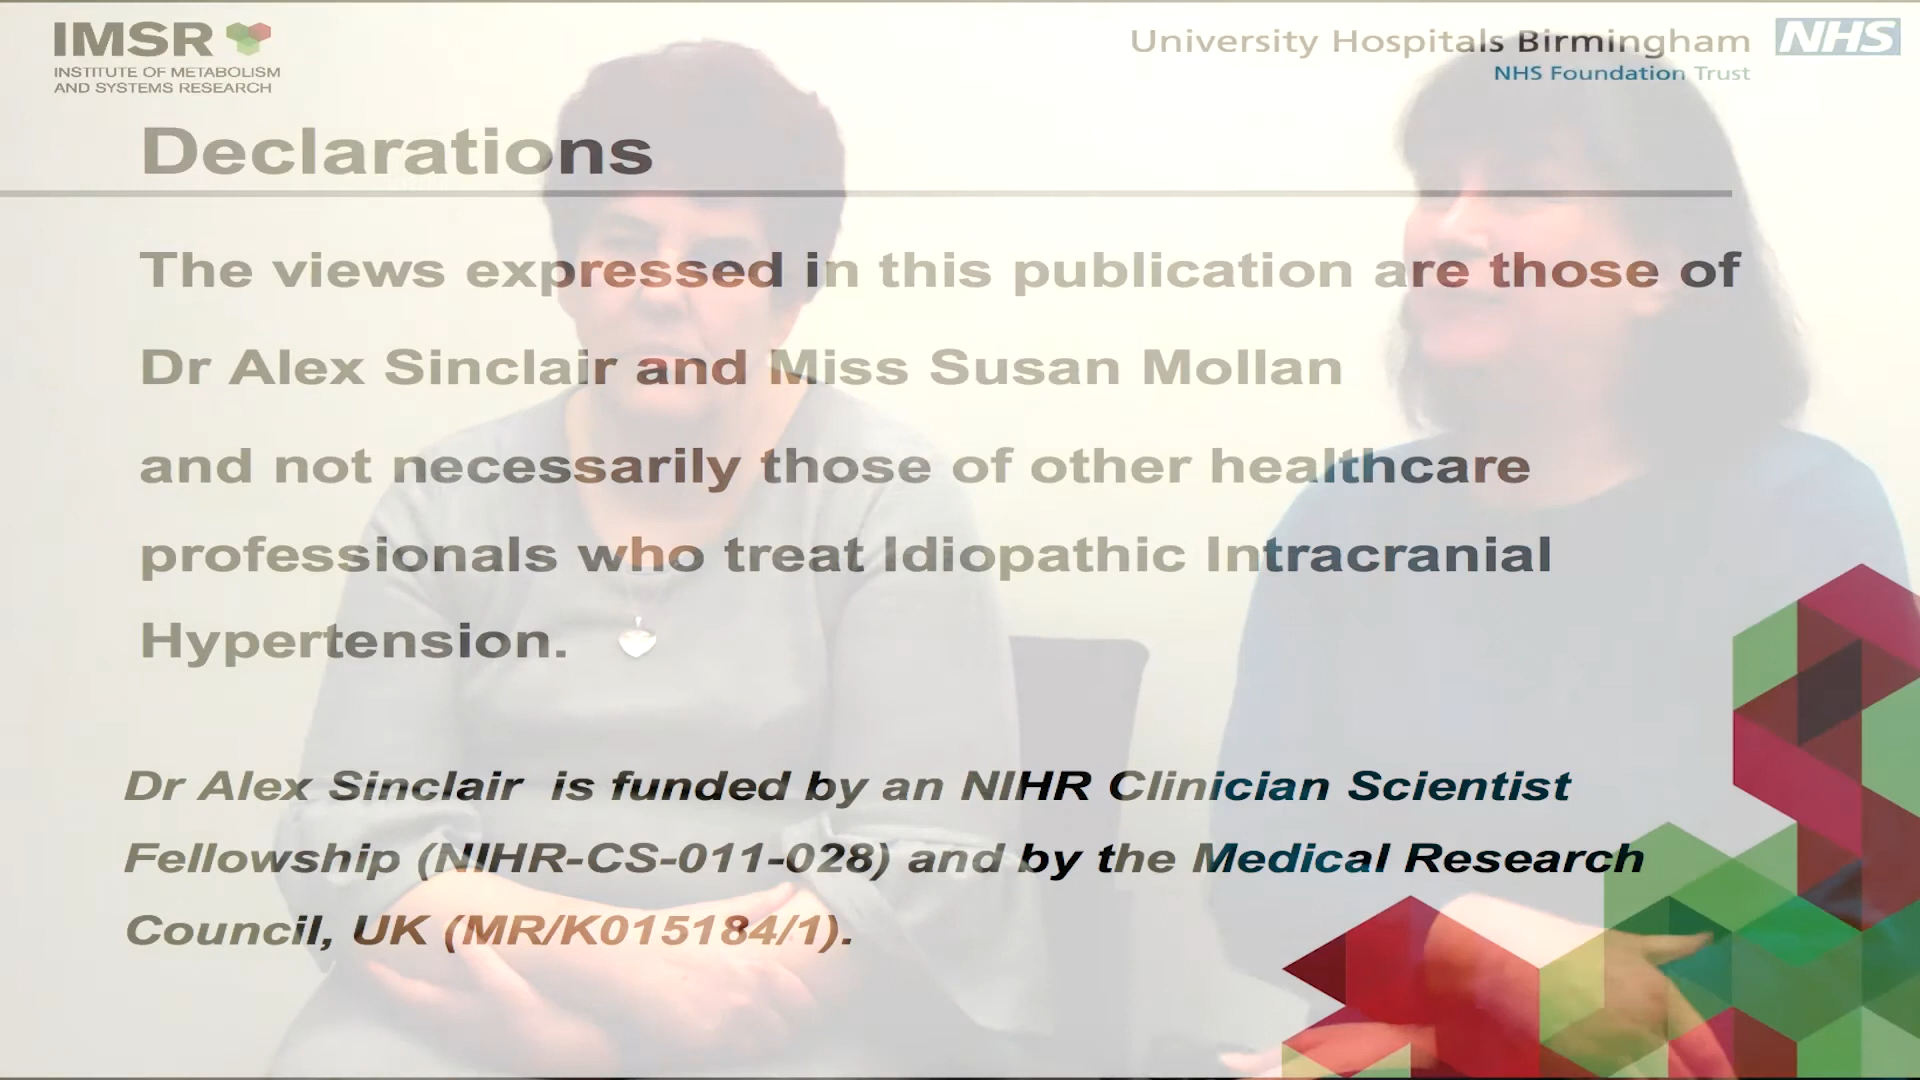 IMSR
INSTITUTE OF METABOLISM
AND SYSTEMS RESEARCH
University Hospitals Birmingham
NHS
NHS Foundation Trust
Declarations
The views expressed in this publication are those of
Dr Alex Sinclair and Miss Susan Mollan
and not necessarily those of other healthcare
professionals who treat Idiopathic Intracranial
Hypertension.
Dr Alex Sinclair is funded by an NIHR Clinician Scientist
Fellowship (NIHR-CS-011-028) and by the Medical Research
Council, UK (MR/K015184/1).